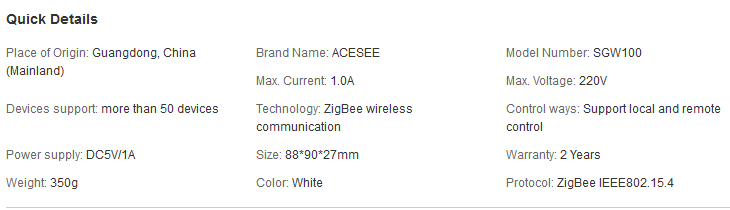 Quick Details
Place of Origin: Guangdong, China
(Mainland)
Brand Name: ACESEE
Model Number: SGW100
Max. Current: 1.0A
Max. Voltage: 220V
Devices support: more than 50 devices
Technology: ZigBee wireless
communication
Control ways: Support local and remote
control
Power supply: DC5V/1A
Size: 88*90*27mm
Warranty: 2 Years
Weight: 350g
Color: White
Protocol: ZigBee IEEE802.15.4